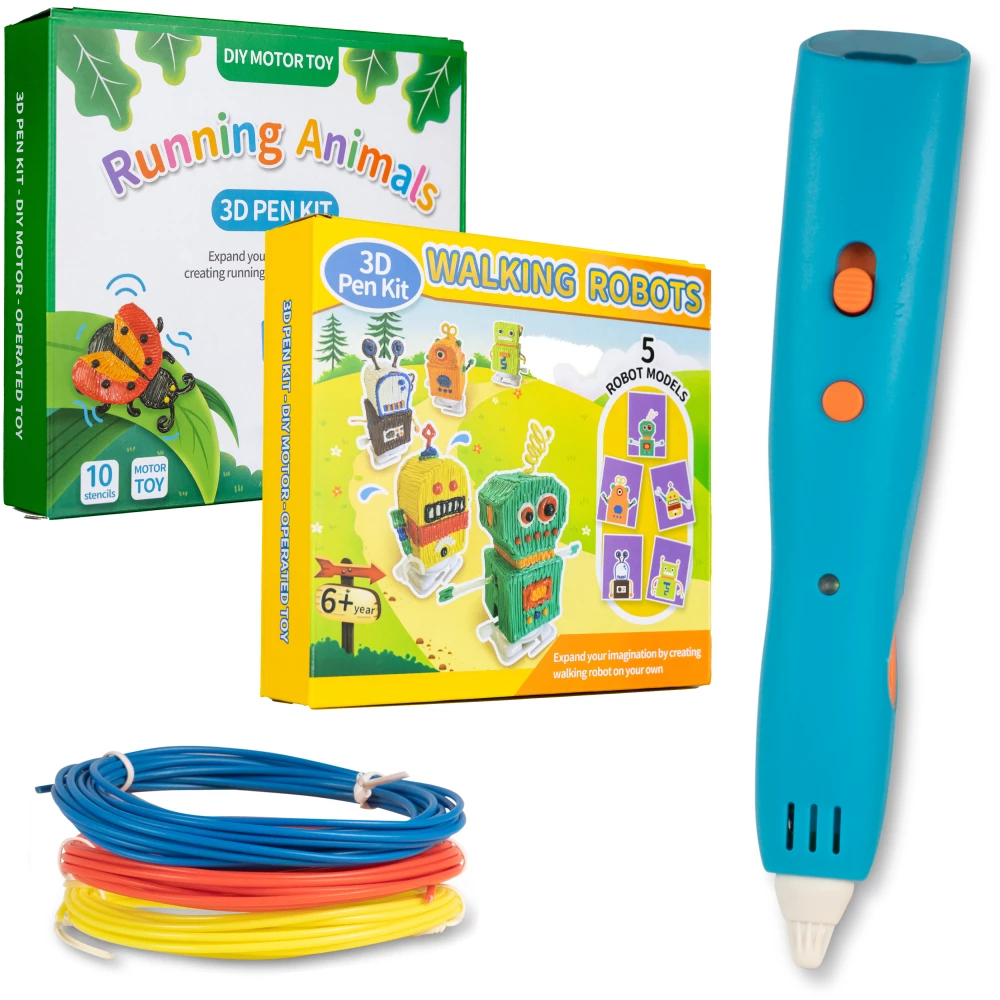 DIY MOTOR TOY
3D PEN KIT - DIY MOTOR - OPERATED TOY
Running Animals
3D PEN KIT
Expand you
creating running
10
stencils
MOTOR
TOY
3D
Pen Kit
WALKING ROBOTS
3D PEN KIT - DIY MOTOR - OPERATED TOY
5
ROBOT MODELS
6+ year
Expand your imagination by creating
walking robot on your own